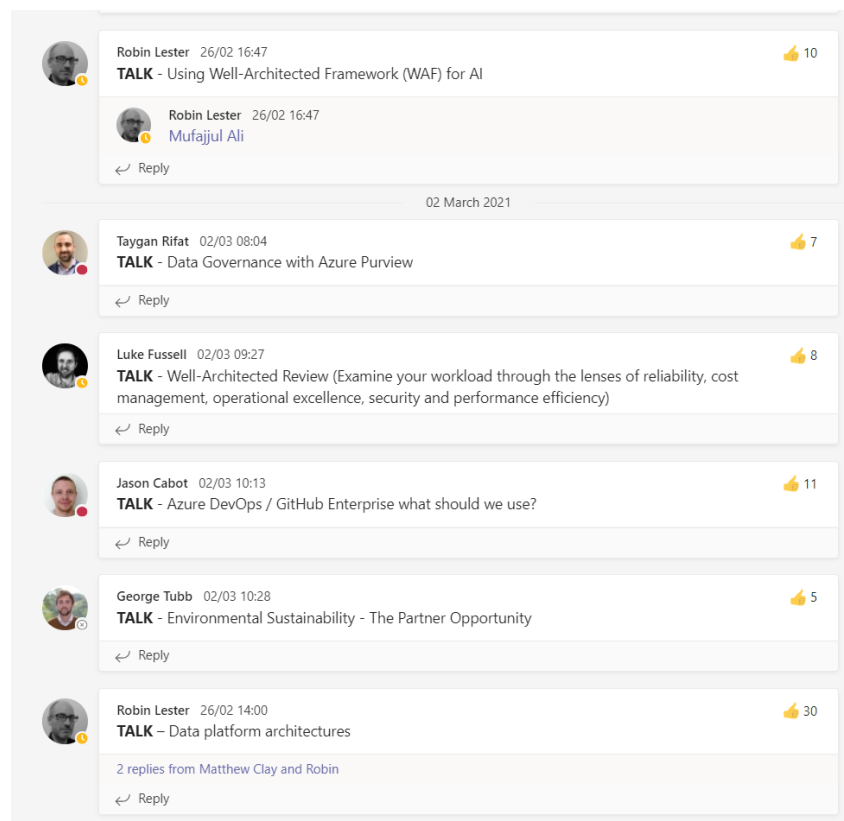 Robin Lester 26/02 16:47
👍 10
TALK - Using Well-Architected Framework (WAF) for AI
Robin Lester 26/02 16:47
Mufajjul Ali
Reply
02 March 2021
Taygan Rifat 02/03 08:04
👍 7
TALK - Data Governance with Azure Purview
Reply
Luke Fussell 02/03 09:27
👍 8
TALK - Well-Architected Review (Examine your workload through the lenses of reliability, cost
management, operational excellence, security and performance efficiency)
Reply
Jason Cabot 02/03 10:13
👍 11
TALK - Azure DevOps / GitHub Enterprise what should we use?
Reply
George Tubb 02/03 10:28
👍 5
TALK - Environmental Sustainability - The Partner Opportunity
Reply
Robin Lester 26/02 14:00
👍 30
TALK – Data platform architectures
2 replies from Matthew Clay and Robin
Reply